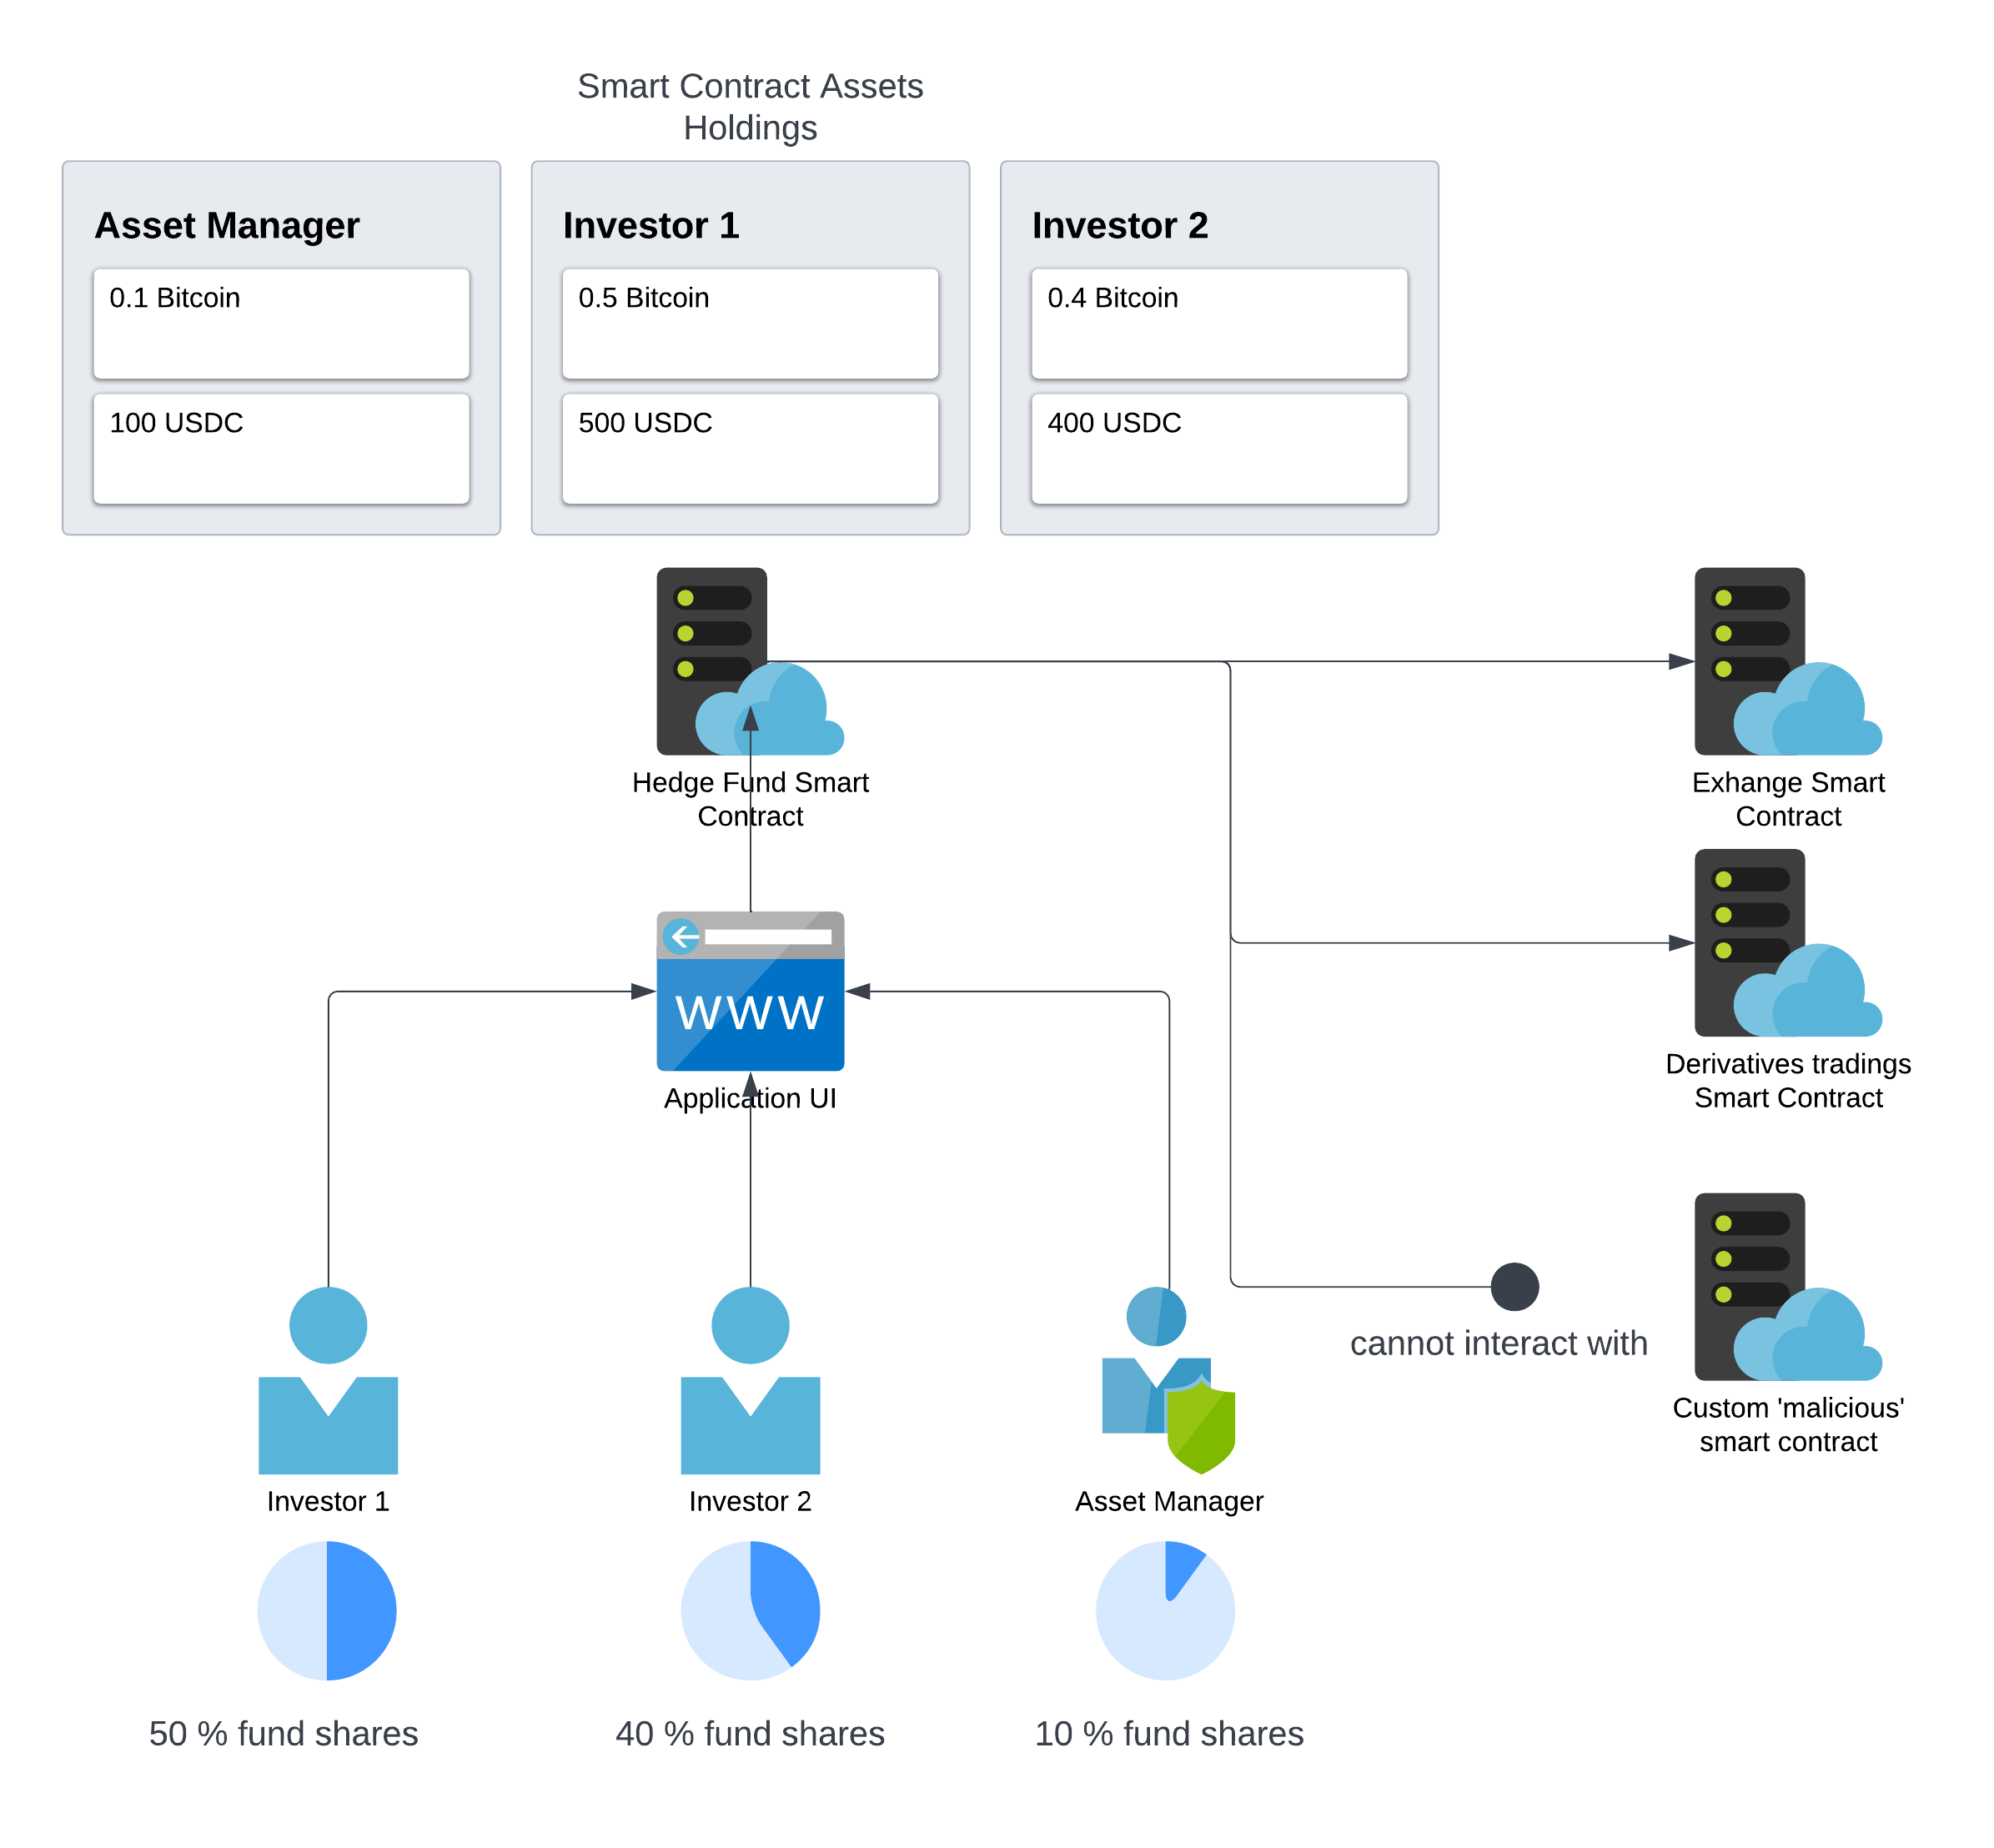 Smart Contract Assets
Holdings
Asset Manager
0.1 Bitcoin
100 USDC
Investor 1
0.5 Bitcoin
500 USDC
Investor 2
0.4 Bitcoin
400 USDC
Hedge Fund Smart
Contract
Exhange Smart
Contract
www
Application UI
Derivatives tradings
Smart Contract
cannot interact with
Custom 'malicious'
smart contract
Investor 1
Investor 2
Asset Manager
50 % fund shares
40 % fund shares
10 % fund shares